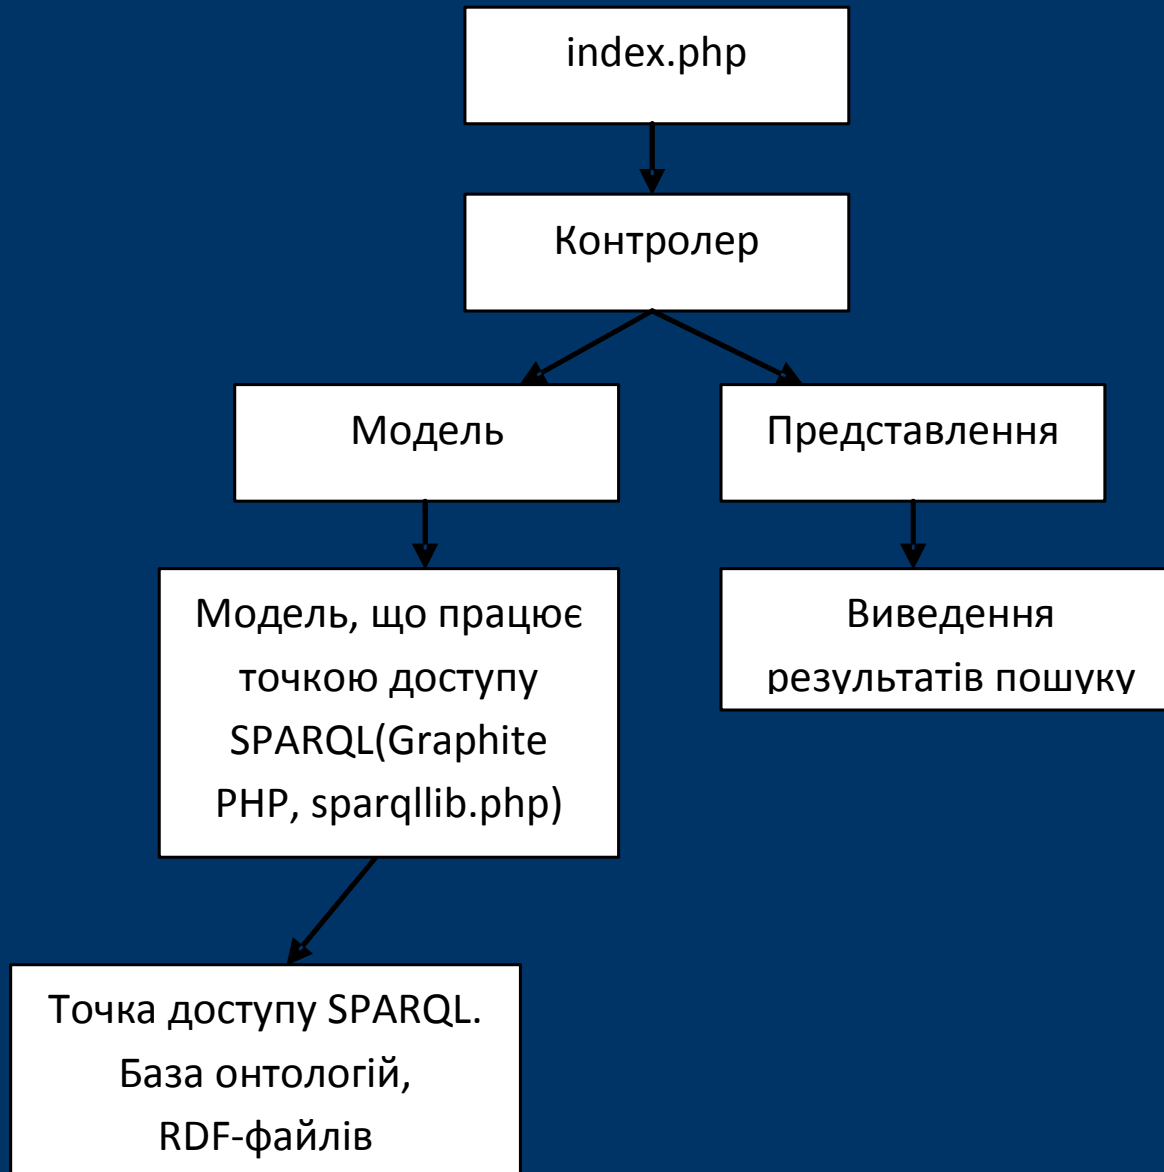 index.php
Контролер
Модель
Представлення
Модель, що працює
точкою доступу
SPARQL(Graphite
PHP, sparqllib.php)
Виведення
результатів пошуку
Точка доступу SPARQL.
База онтологій,
RDF-файлів